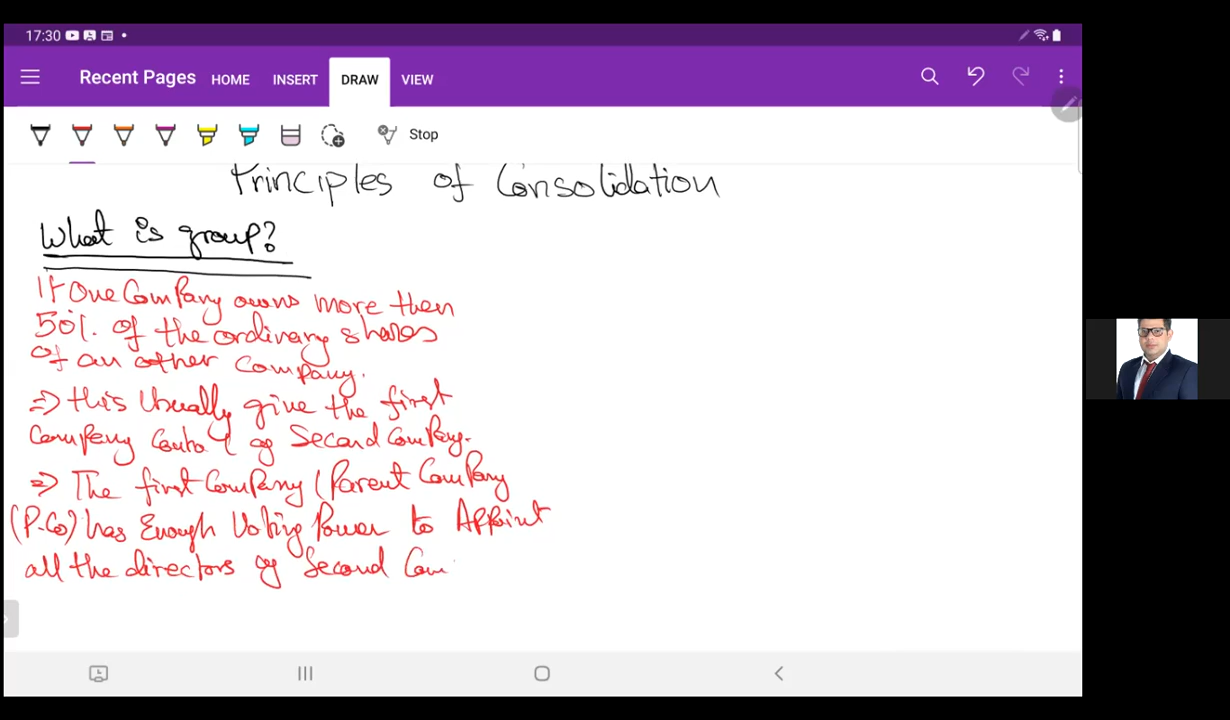 17:30
Recent Pages HOME INSERT DRAW VIEW
Stop
Principles of Consolidation
What is group?
If One Company owns more then
50% of the ordinary shares
of an other Company.
=> this Usually give the first
Company Control of Second Company.
=> The first Company (Parent Company
(P.Co) has Enough Voting Power to Appoint
all the directors of Second Com